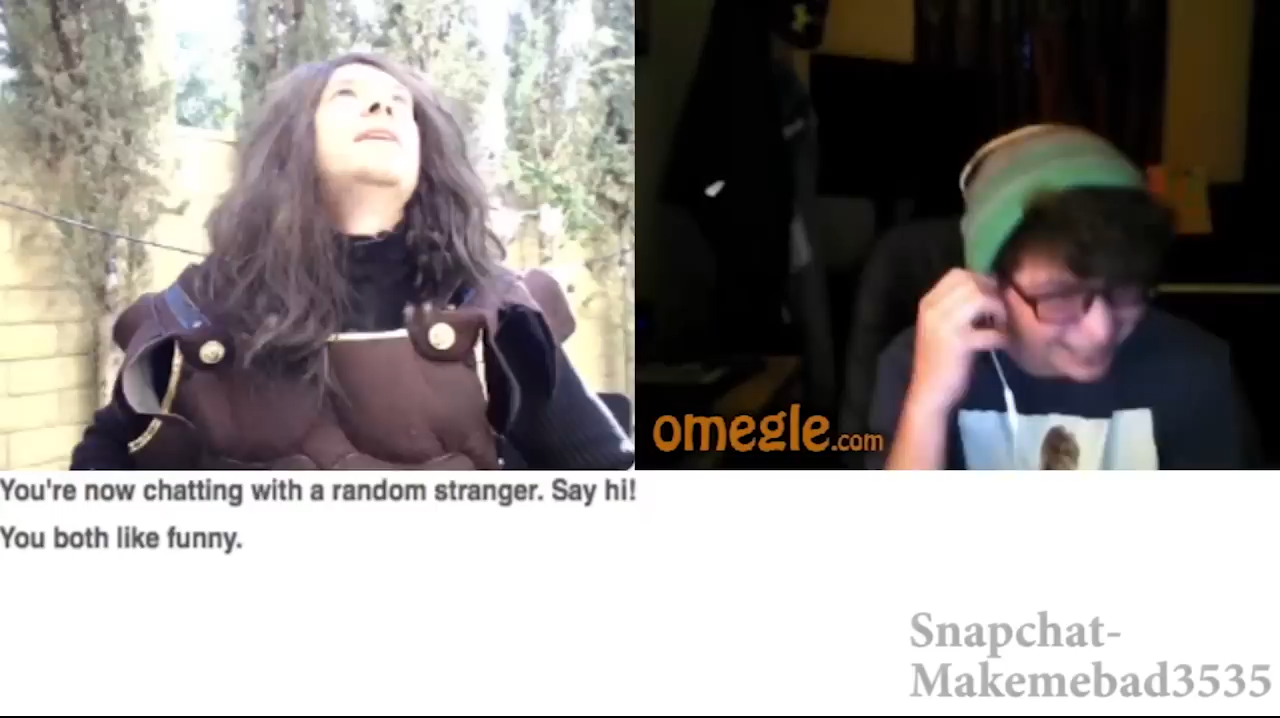 omegle.com
You're now chatting with a random stranger. Say hi!
You both like funny.
Snapchat-
Makemebad3535